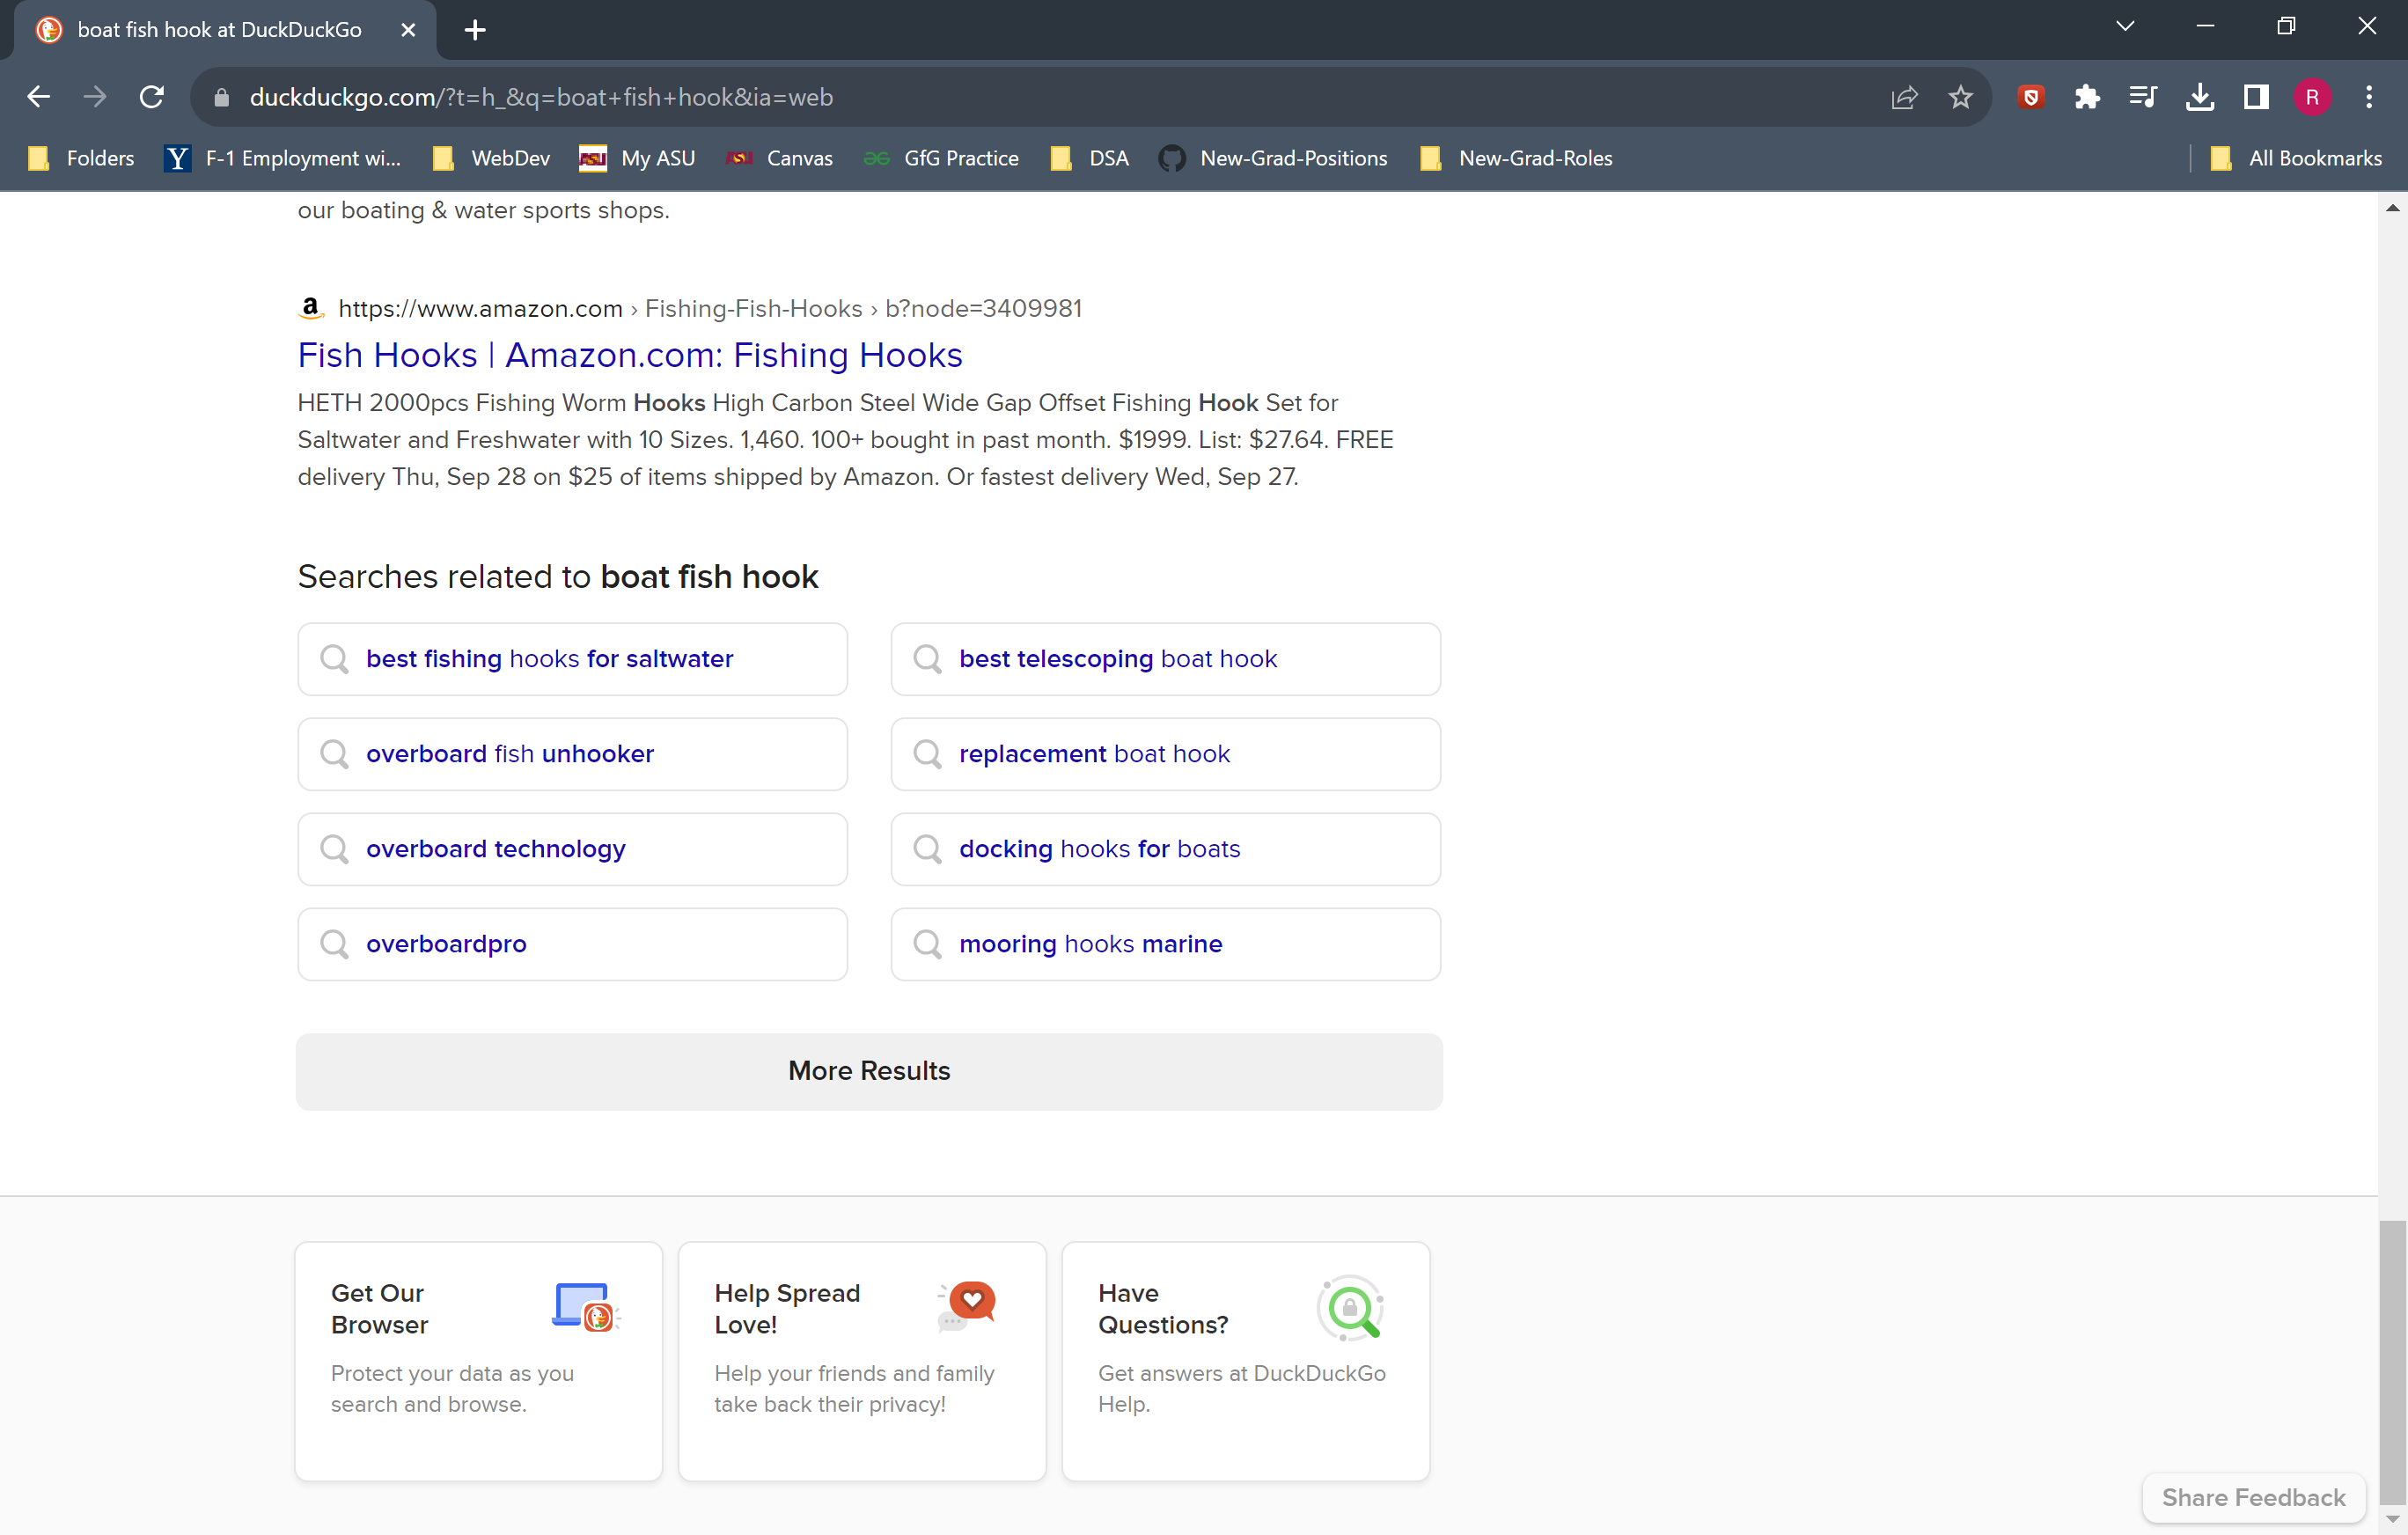 boat fish hook at DuckDuckGo
duckduckgo.com/?t=h_&q=boat+fish+hook&ia=web
R
Folders
F-1 Employment wi...
WebDev
My ASU
Canvas
GfG Practice
DSA
New-Grad-Positions
New-Grad-Roles
All Bookmarks
our boating & water sports shops.
https://www.amazon.com › Fishing-Fish-Hooks › b?node=3409981
Fish Hooks | Amazon.com: Fishing Hooks
HETH 2000pcs Fishing Worm Hooks High Carbon Steel Wide Gap Offset Fishing Hook Set for
Saltwater and Freshwater with 10 Sizes. 1,460. 100+ bought in past month. $1999. List: $27.64. FREE
delivery Thu, Sep 28 on $25 of items shipped by Amazon. Or fastest delivery Wed, Sep 27.
Searches related to boat fish hook
best fishing hooks for saltwater
best telescoping boat hook
overboard fish unhooker
replacement boat hook
overboard technology
docking hooks for boats
overboardpro
mooring hooks marine
More Results
Get Our
Browser
Protect your data as you
search and browse.
Help Spread
Love!
Help your friends and family
take back their privacy!
Have
Questions?
Get answers at DuckDuckGo
Help.
Share Feedback